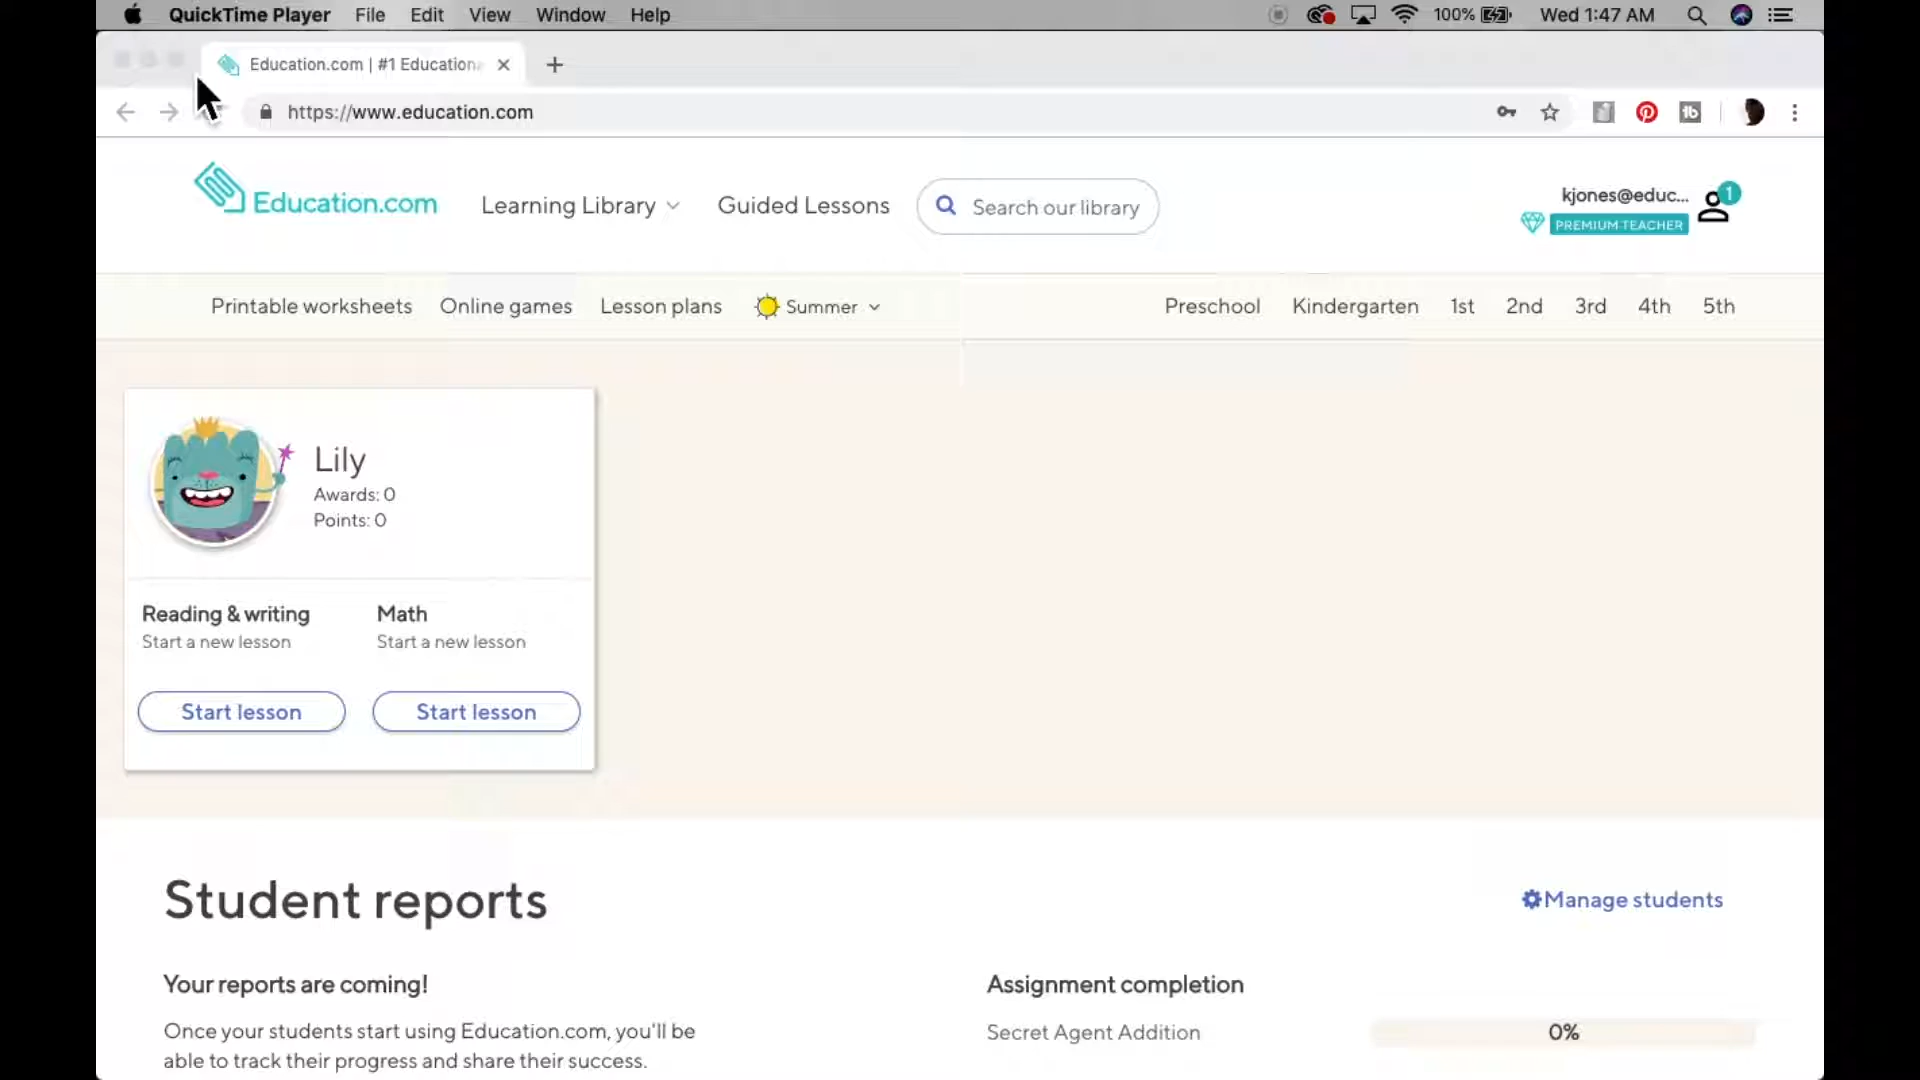 QuickTime Player File Edit View Window Help 100% Wed 1:47 AM
Education.com | #1 Educationa
https://www.education.com
Education.com Learning Library Guided Lessons Search our library kjones@educ... 1
PREMIUM TEACHER
Printable worksheets Online games Lesson plans Summer Preschool Kindergarten 1st 2nd 3rd 4th 5th
Lily
Awards: 0
Points: 0
Reading & writing Math
Start a new lesson Start a new lesson
Start lesson Start lesson
Student reports Manage students
Your reports are coming! Assignment completion
Once your students start using Education.com, you'll be Secret Agent Addition 0%
able to track their progress and share their success.